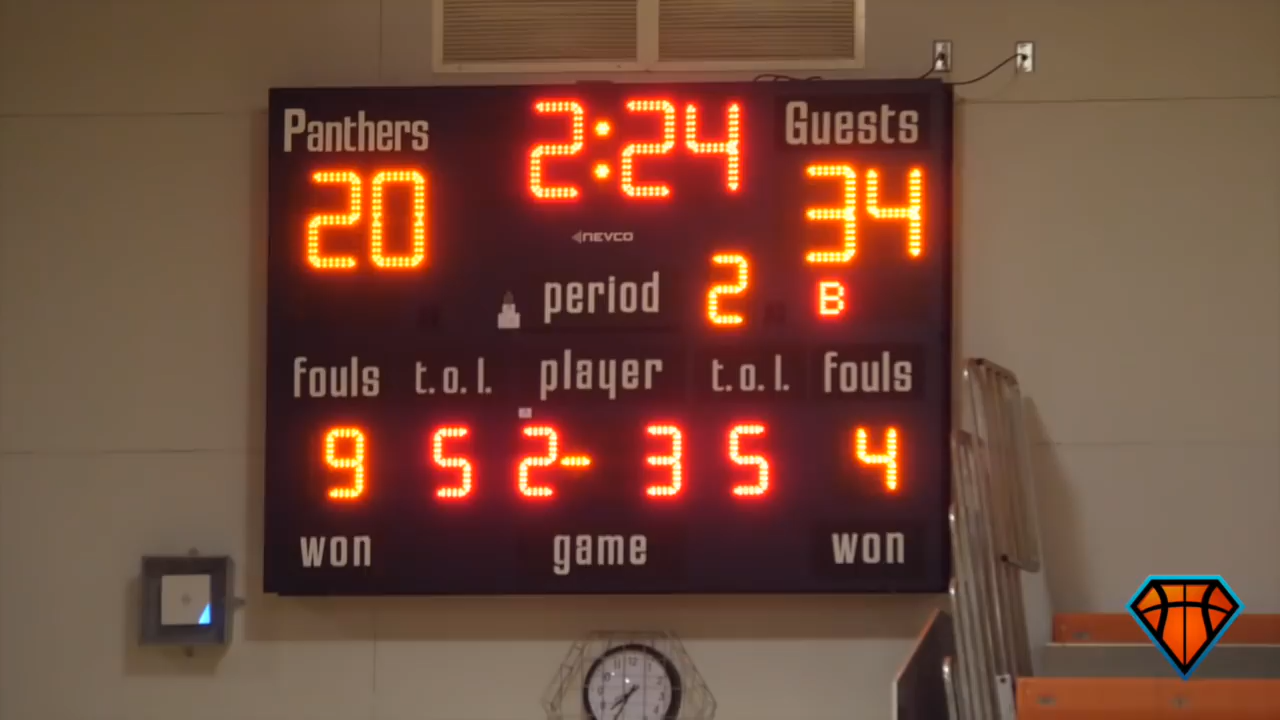 Panthers 2:24 Guests
20 34
NEVCO
period 2 B
fouls t.o.l. player t.o.l. fouls
9 5 2- 3 5 4
won game won